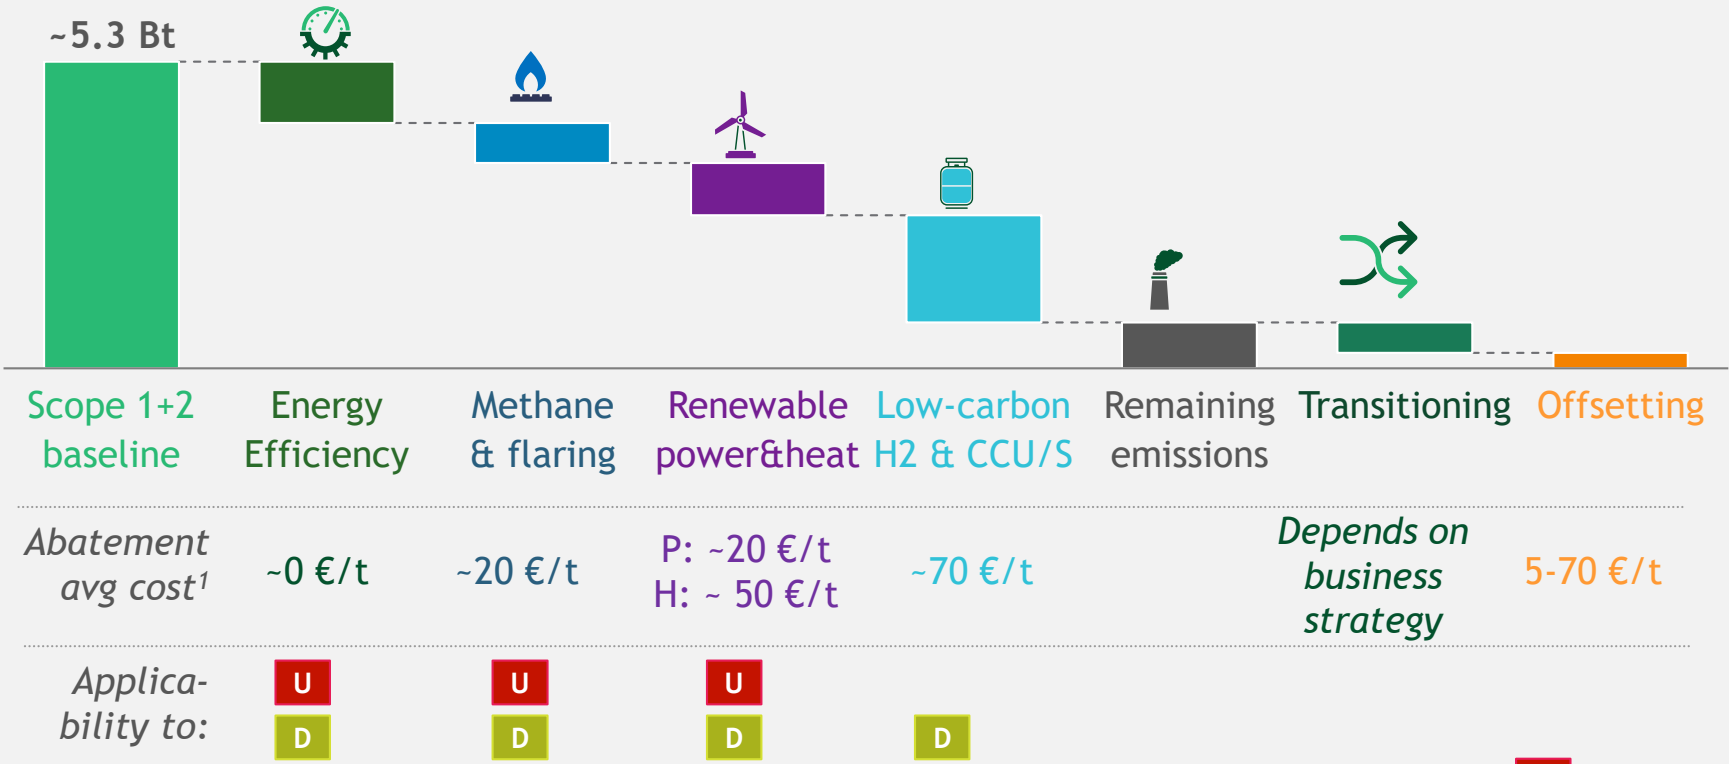 ~5.3 Bt
Scope 1+2
baseline
Energy
Efficiency
Methane
& flaring
Renewable
power&heat
Low-carbon
H2 & CCU/S
Remaining
emissions
Transitioning
Offsetting
Abatement
avg cost¹
~0 €/t
~20 €/t
P: ~20 €/t
H: ~ 50 €/t
~70 €/t
Depends on
business
strategy
5-70 €/t
Applica-
bility to:
U
U
U
D
D
D
D